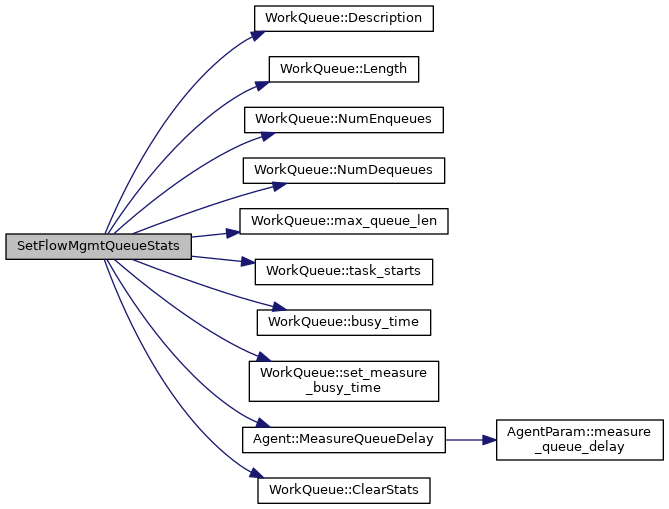 WorkQueue::Description
WorkQueue::Length
WorkQueue::NumEnqueues
WorkQueue::NumDequeues
WorkQueue::max_queue_len
SetFlowMgmtQueueStats
WorkQueue::task_starts
WorkQueue::busy_time
WorkQueue::set_measure
_busy_time
Agent::MeasureQueueDelay
AgentParam::measure
_queue_delay
WorkQueue::ClearStats